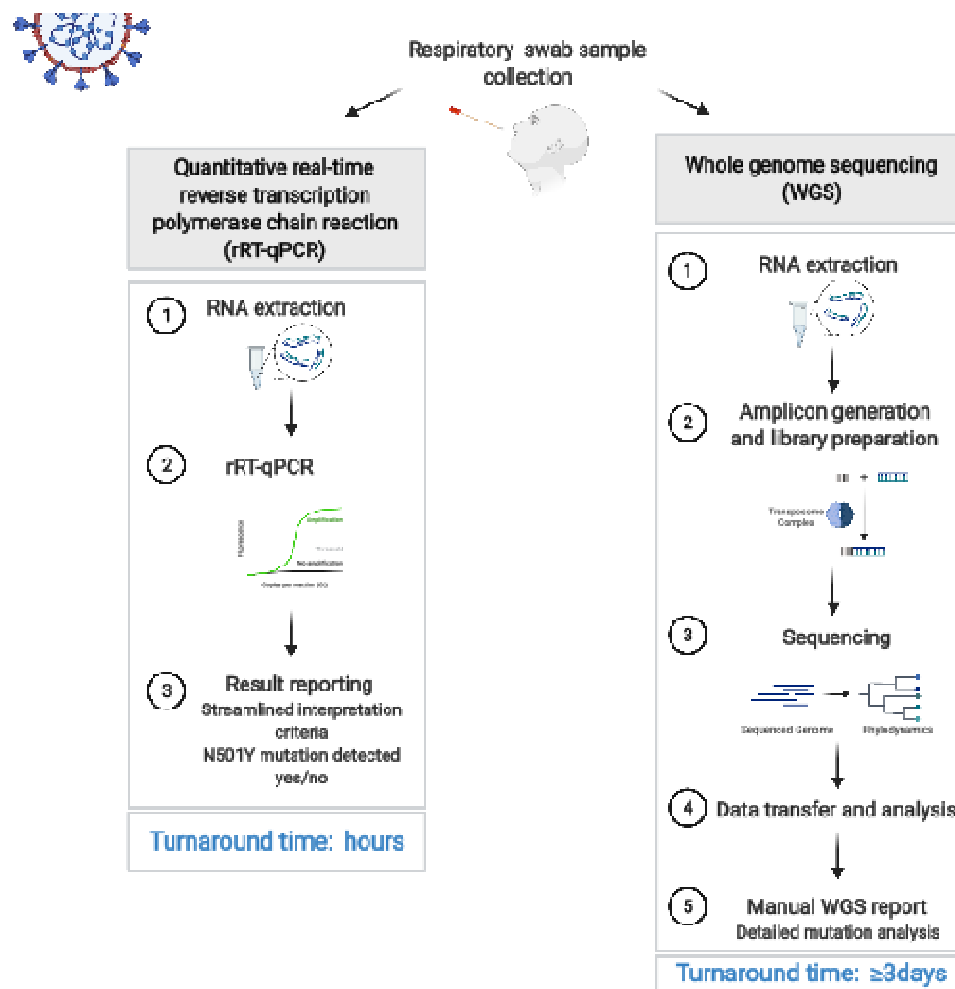 Respiratory swab sample
collection
Quantitative real-time
reverse transcription
polymerase chain reaction
(rRT-qPCR)
1
RNA extraction
2
rRT-qPCR
Fluorescence
Amplification
Threshold
No amplification
3
Result reporting
Streamlined interpretation
criteria
N501Y mutation detected
yes/no
Turnaround time: hours
Whole genome sequencing
(WGS)
1
RNA extraction
2
Amplicon generation
and library preparation
+
Transposome
Complex
3
Sequencing
Sequenced Genome
Phylodynamics
4
Data transfer and analysis
5
Manual WGS report
Detailed mutation analysis
Turnaround time: ≥3days